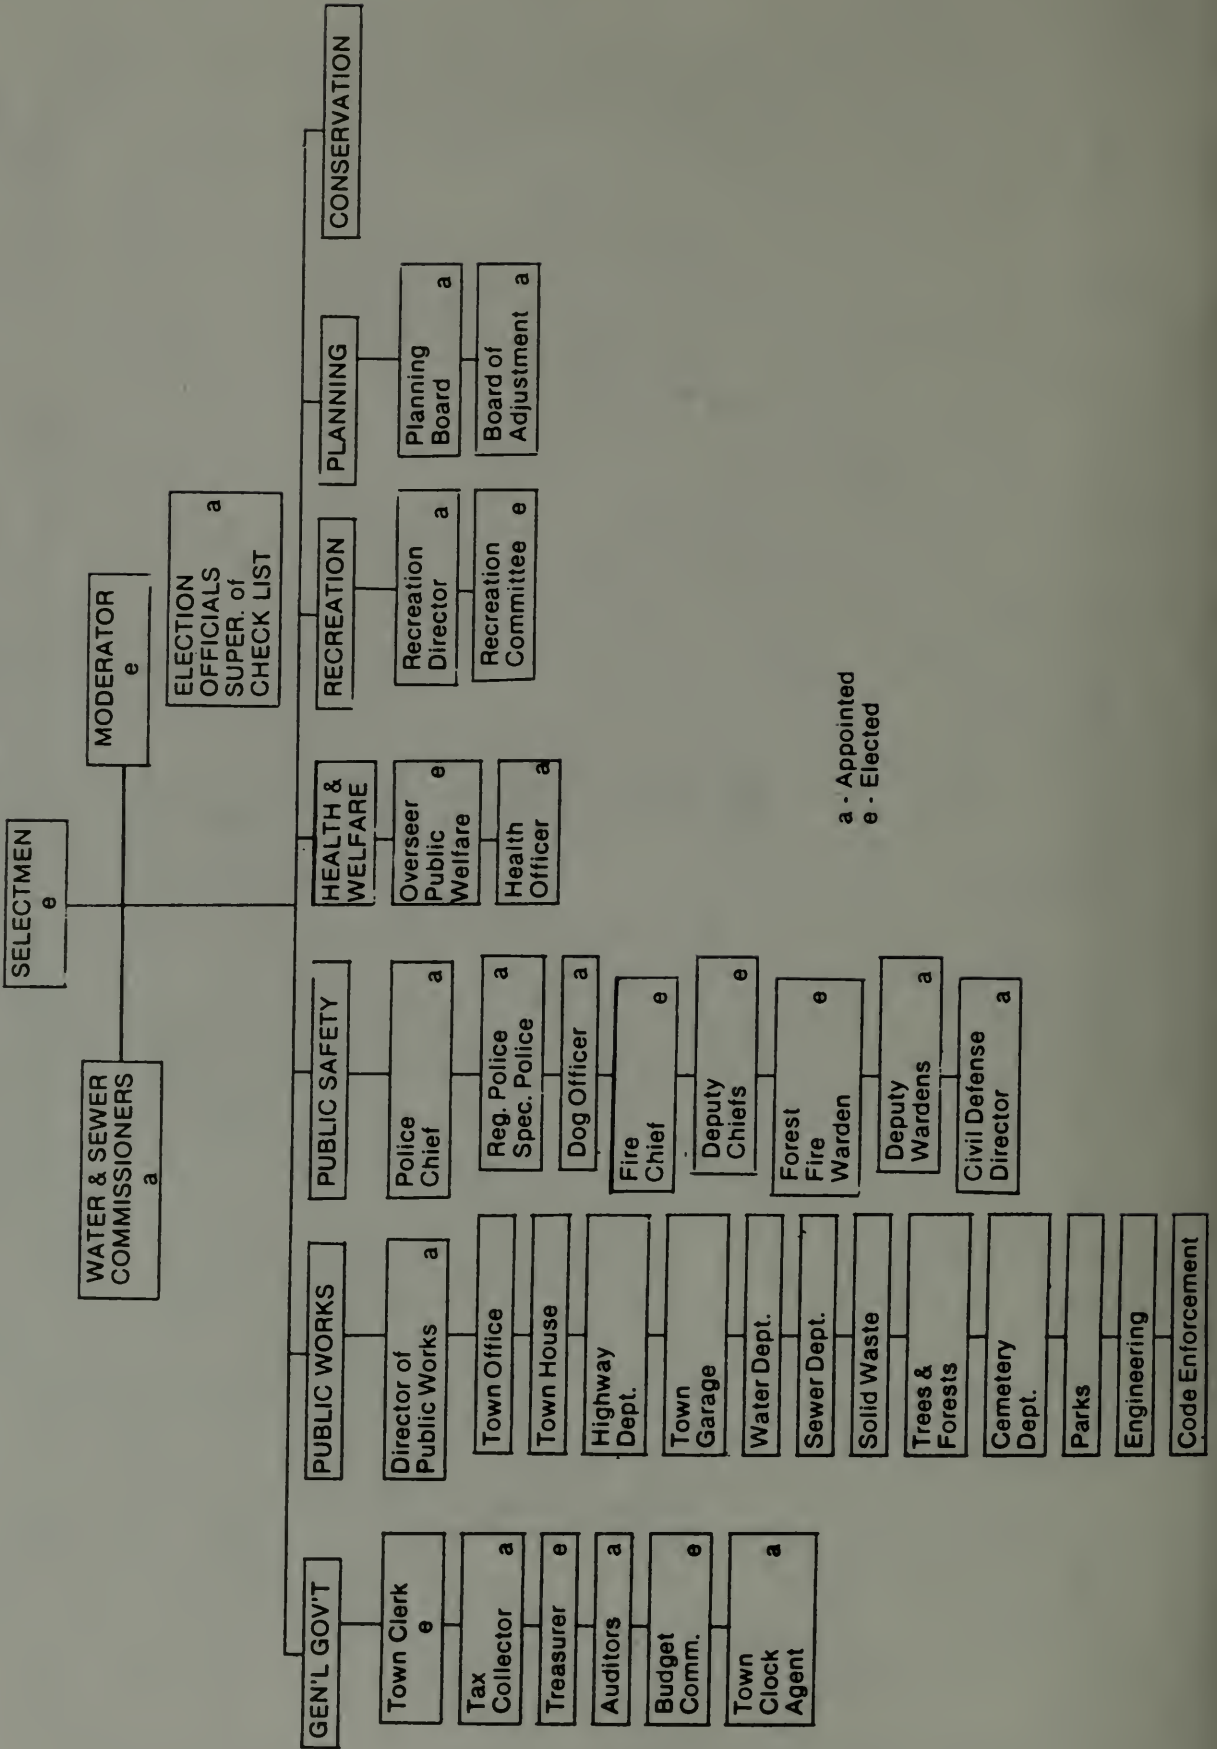 SELECTMEN
e
WATER & SEWER
COMMISSIONERS
a
MODERATOR
e
ELECTION
OFFICIALS a
SUPER. of
CHECK LIST
GEN'L GOV'T
Town Clerk
e
Tax
Collector a
Treasurer e
Auditors a
Budget
Comm. e
Town
Clock a
Agent
PUBLIC WORKS
Director of
Public Works a
Town Office
Town House
Highway
Dept.
Town
Garage
Water Dept.
Sewer Dept.
Solid Waste
Trees &
Forests
Cemetery
Dept.
Parks
Engineering
Code Enforcement
PUBLIC SAFETY
Police
Chief a
Reg. Police a
Spec. Police
Dog Officer a
Fire
Chief e
Deputy
Chiefs e
Forest
Fire e
Warden
Deputy
Wardens a
Civil Defense
Director a
HEALTH &
WELFARE
Overseer
Public e
Welfare
Health
Officer a
RECREATION
Recreation
Director a
Recreation
Committee e
PLANNING
Planning
Board a
Board of
Adjustment a
CONSERVATION
a - Appointed
e - Elected